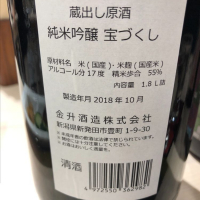 蔵出し原酒
純米吟醸 宝づくし
原材料名 米(国産)・米麹(国産米)
アルコール分17度 精米歩合 55%
内容量 1.8L詰
製造年月 2018年10月
金升酒造株式会社
新潟県新発田市豊町1-9-30
清酒